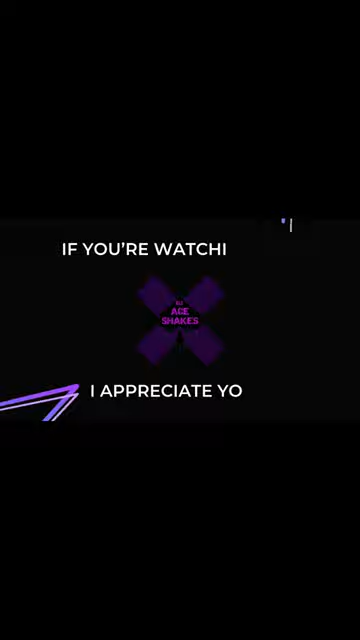 IF YOU'RE WATCHI
DJ
ACE
SHAKES
I APPRECIATE YO